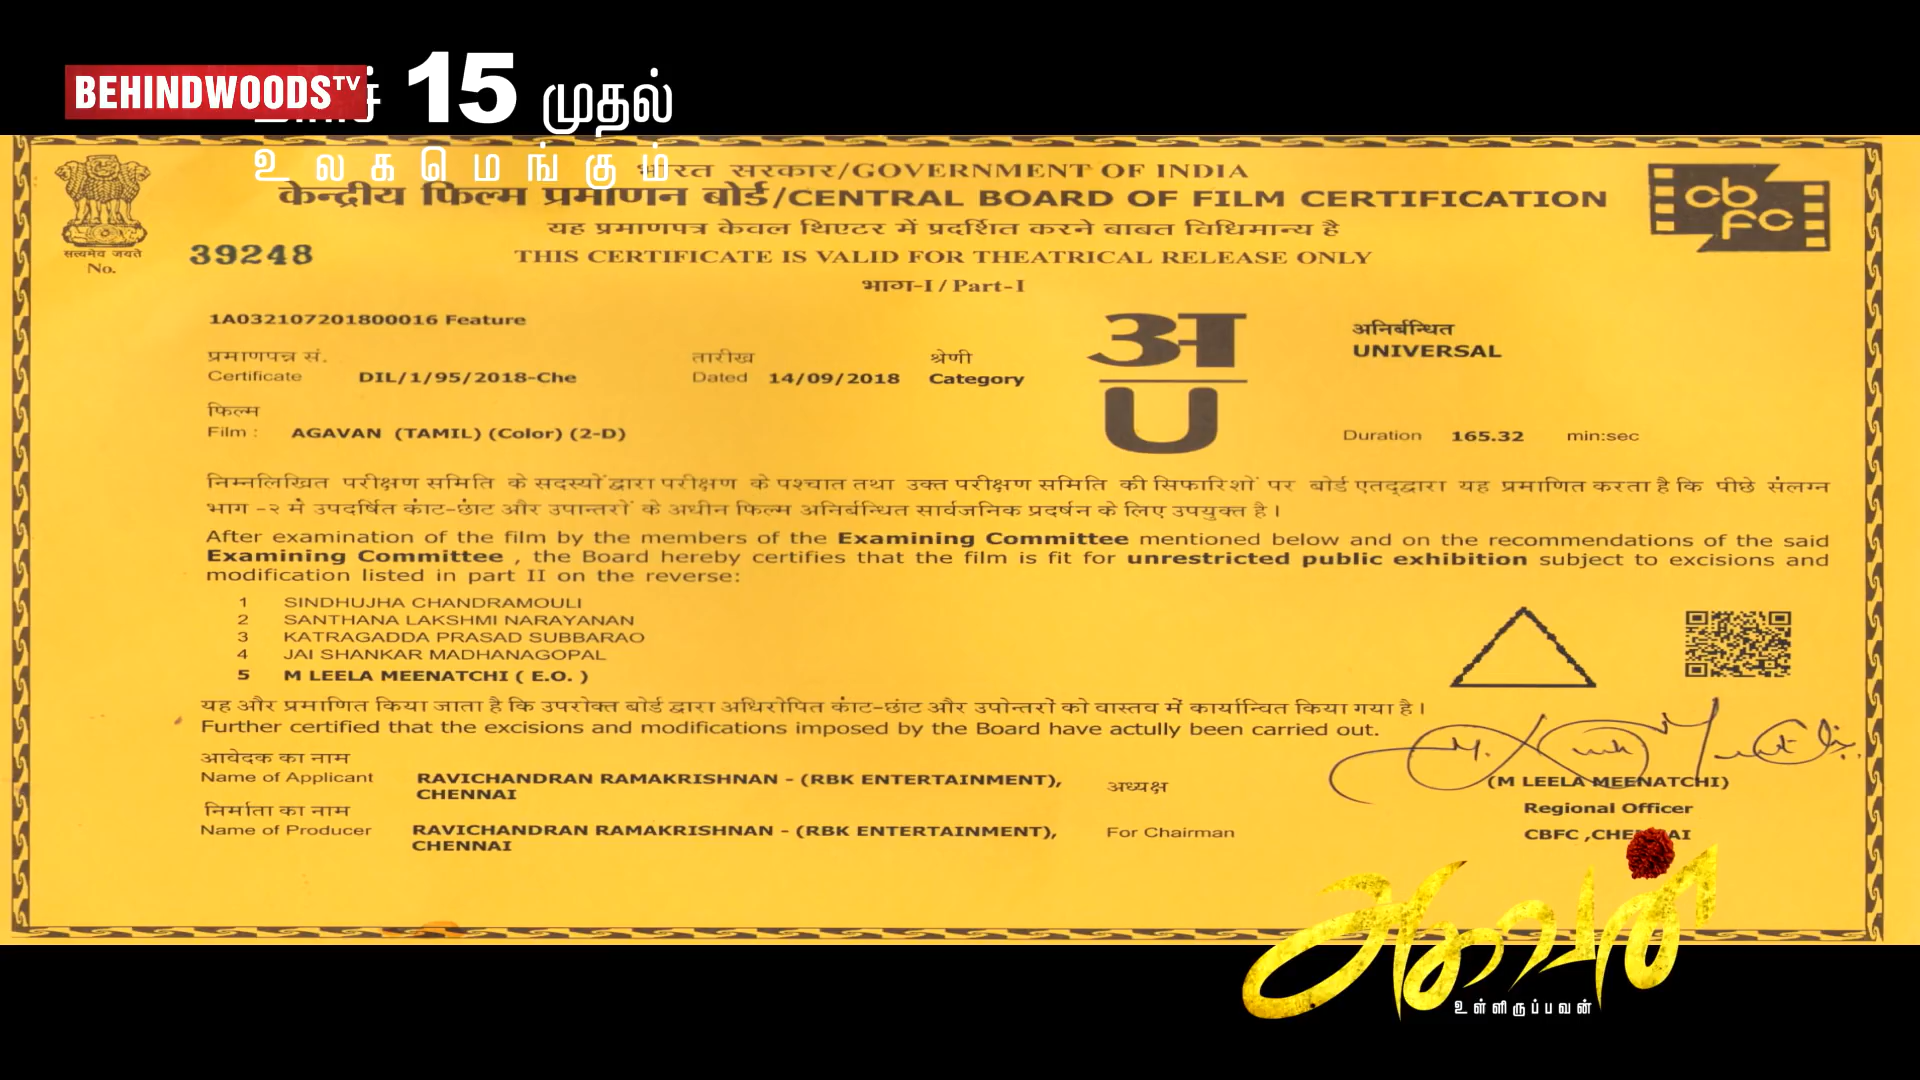 BEHINDWOODS TV
15 முதல்
உலகமெங்கும்
भारत सरकार/GOVERNMENT OF INDIA
केन्द्रीय फिल्म प्रमाणन बोर्ड/CENTRAL BOARD OF FILM CERTIFICATION
यह प्रमाणपत्र केवल थिएटर में प्रदर्शित करने बाबत विधिमान्य है
सत्यमेव जयते
39248
THIS CERTIFICATE IS VALID FOR THEATRICAL RELEASE ONLY
No.
भाग-I / Part-I
cbfc
1A032107201800016 Feature
अ
U
अनिर्बन्धित
UNIVERSAL
प्रमाणपत्र सं. तारीख श्रेणी
Certificate DIL/1/95/2018-Che Dated 14/09/2018 Category
फिल्म
Film : AGAVAN (TAMIL) (Color) (2-D) Duration 165.32 min:sec
निम्नलिखित परीक्षण समिति के सदस्यों द्वारा परीक्षण के पश्चात तथा उक्त परीक्षण समिति की सिफारिशों पर बोर्ड एतद्द्वारा यह प्रमाणित करता है कि पीछे संलग्न
भाग -२ में उपदर्षित कांट-छांट और उपान्तरों के अधीन फिल्म अनिर्बन्धित सार्वजनिक प्रदर्षन के लिए उपयुक्त है।
After examination of the film by the members of the Examining Committee mentioned below and on the recommendations of the said
Examining Committee , the Board hereby certifies that the film is fit for unrestricted public exhibition subject to excisions and
modification listed in part II on the reverse:
1 SINDHUJHA CHANDRAMOULI
2 SANTHANA LAKSHMI NARAYANAN
3 KATRAGADDA PRASAD SUBBARAO
4 JAI SHANKAR MADHANAGOPAL
5 M LEELA MEENATCHI ( E.O. )
यह और प्रमाणित किया जाता है कि उपरोक्त बोर्ड द्वारा अधिरोपित कांट-छांट और उपोन्तरों को वास्तव में कार्यान्वित किया गया है।
Further certified that the excisions and modifications imposed by the Board have actully been carried out.
आवेदक का नाम
Name of Applicant RAVICHANDRAN RAMAKRISHNAN - (RBK ENTERTAINMENT),
CHENNAI
अध्यक्ष
(M LEELA MEENATCHI)
निर्माता का नाम
Regional Officer
Name of Producer RAVICHANDRAN RAMAKRISHNAN - (RBK ENTERTAINMENT),
CHENNAI
For Chairman
CBFC ,CHENNAI
அகவன்
உள்ளிருப்பவன்